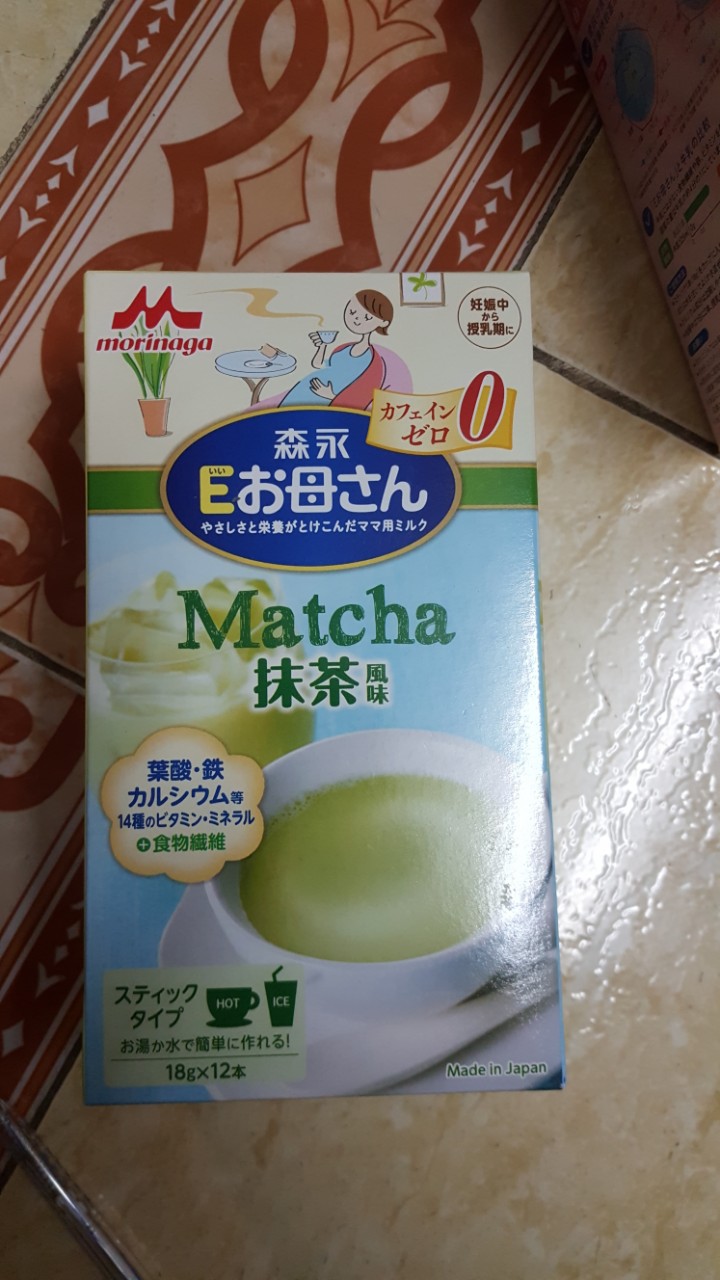 morinaga
妊娠中
から
授乳期に
カフェイン
ゼロ 0
森永
いい
Eお母さん
やさしさと栄養がとけこんだママ用ミルク
Matcha
抹茶風味
葉酸・鉄
カルシウム等
14種のビタミン・ミネラル
+食物繊維
スティック
タイプ
HOT
ICE
お湯か水で簡単に作れる!
18g×12本
Made in Japan